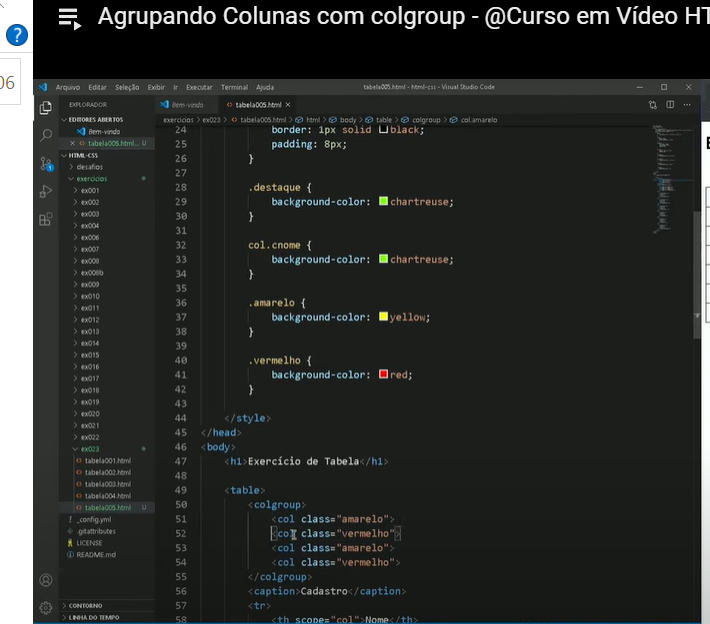 ?
06
Agrupando Colunas com colgroup - @Curso em Vídeo HT
Arquivo Editar Seleção Exibir Ir Executar Terminal Ajuda
tabela005.html - html-css - Visual Studio Code
EXPLORADOR
EDITORES ABERTOS
Bem-vindo
tabela005.html... U
HTML-CSS
desafios
exercicios
ex001
ex002
ex003
ex004
ex006
ex007
ex008
ex008b
ex009
ex010
ex011
ex012
ex013
ex014
ex015
ex016
ex017
ex018
ex019
ex020
ex021
ex022
ex023
tabela001.html
tabela002.html
tabela003.html
tabela004.html
tabela005.html U
_config.yml
.gitattributes
LICENSE
README.md
CONTORNO
LINHA DO TEMPO
Bem-vindo
tabela005.html
exercicios > ex023 > tabela005.html > html > body > table > colgroup > col.amarelo
24 border: 1px solid black;
25 padding: 8px;
26 }
27
28 .destaque {
29 background-color: chartreuse;
30 }
31
32 col.cnome {
33 background-color: chartreuse;
34 }
35
36 .amarelo {
37 background-color: yellow;
38 }
39
40 .vermelho {
41 background-color: red;
42 }
43
44 </style>
45 </head>
46 <body>
47 <h1>Exercício de Tabela</h1>
48
49 <table>
50 <colgroup>
51 <col class="amarelo">
52 <col class="vermelho">
53 <col class="amarelo">
54 <col class="vermelho">
55 </colgroup>
56 <caption>Cadastro</caption>
57 <tr>
58 <th scope="col">Nome</th>